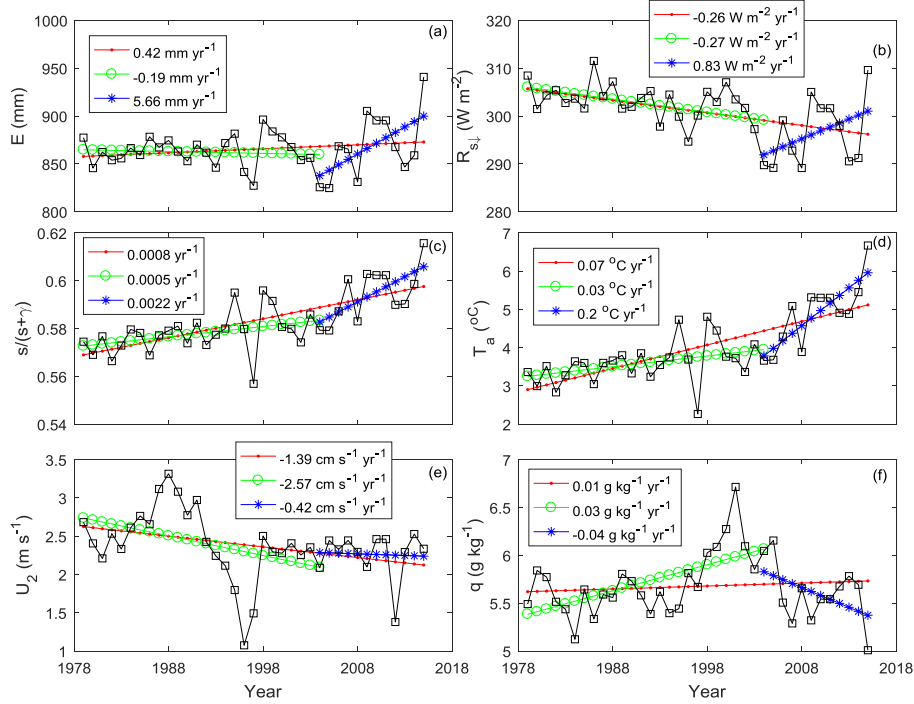 (a)
0.42 mm yr⁻¹
-0.19 mm yr⁻¹
5.66 mm yr⁻¹
E (mm)
1000
950
900
850
800
(b)
-0.26 W m⁻² yr⁻¹
-0.27 W m⁻² yr⁻¹
0.83 W m⁻² yr⁻¹
Rs,↓ (W m⁻²)
320
310
300
290
280
(c)
0.0008 yr⁻¹
0.0005 yr⁻¹
0.0022 yr⁻¹
s/(s+γ)
0.62
0.6
0.58
0.56
0.54
(d)
0.07 °C yr⁻¹
0.03 °C yr⁻¹
0.2 °C yr⁻¹
Ta (°C)
7
6
5
4
3
2
(e)
-1.39 cm s⁻¹ yr⁻¹
-2.57 cm s⁻¹ yr⁻¹
-0.42 cm s⁻¹ yr⁻¹
U₂ (m s⁻¹)
3.5
3
2.5
2
1.5
1
1978 1988 1998 2008 2018
Year
(f)
0.01 g kg⁻¹ yr⁻¹
0.03 g kg⁻¹ yr⁻¹
-0.04 g kg⁻¹ yr⁻¹
q (g kg⁻¹)
7
6.5
6
5.5
5
1978 1988 1998 2008 2018
Year